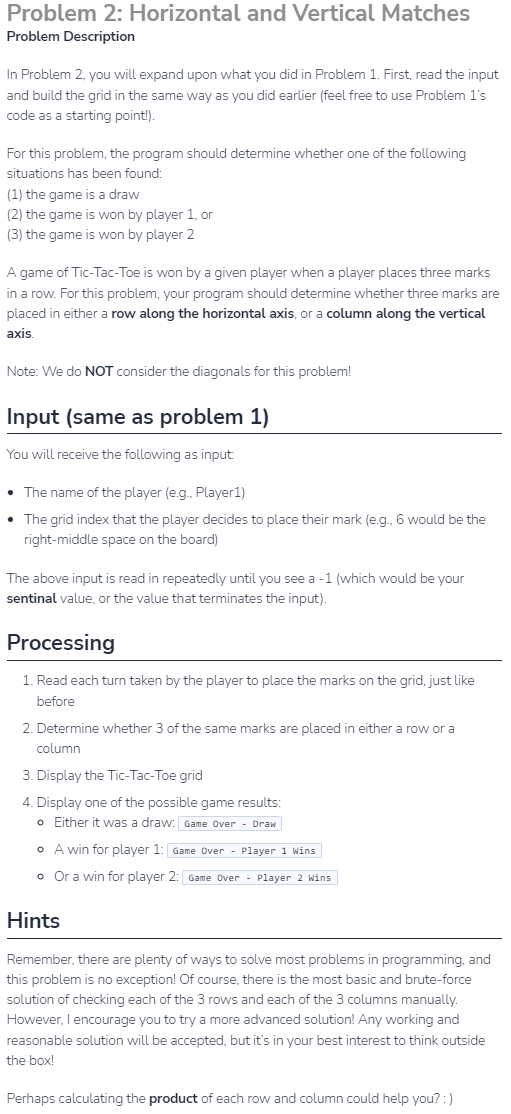 Problem 2: Horizontal and Vertical Matches
Problem Description
In Problem 2, you will expand upon what you did in Problem 1. First, read the input
and build the grid in the same way as you did earlier (feel free to use Problem 1's
code as a starting point!).
For this problem, the program should determine whether one of the following
situations has been found:
(1) the game is a draw
(2) the game is won by player 1, or
(3) the game is won by player 2
A game of Tic-Tac-Toe is won by a given player when a player places three marks
in a row. For this problem, your program should determine whether three marks are
placed in either a row along the horizontal axis, or a column along the vertical
axis.
Note: We do NOT consider the diagonals for this problem!
Input (same as problem 1)
You will receive the following as input:
• The name of the player (e.g., Player1)
• The grid index that the player decides to place their mark (e.g., 6 would be the
right-middle space on the board)
The above input is read in repeatedly until you see a -1 (which would be your
sentinal value, or the value that terminates the input).
Processing
1. Read each turn taken by the player to place the marks on the grid, just like
before
2. Determine whether 3 of the same marks are placed in either a row or a
column
3. Display the Tic-Tac-Toe grid
4. Display one of the possible game results:
◦ Either it was a draw: Game Over - Draw
◦ A win for player 1: Game Over - Player 1 Wins
◦ Or a win for player 2: Game Over - Player 2 Wins
Hints
Remember, there are plenty of ways to solve most problems in programming, and
this problem is no exception! Of course, there is the most basic and brute-force
solution of checking each of the 3 rows and each of the 3 columns manually.
However, I encourage you to try a more advanced solution! Any working and
reasonable solution will be accepted, but it's in your best interest to think outside
the box!
Perhaps calculating the product of each row and column could help you? : )